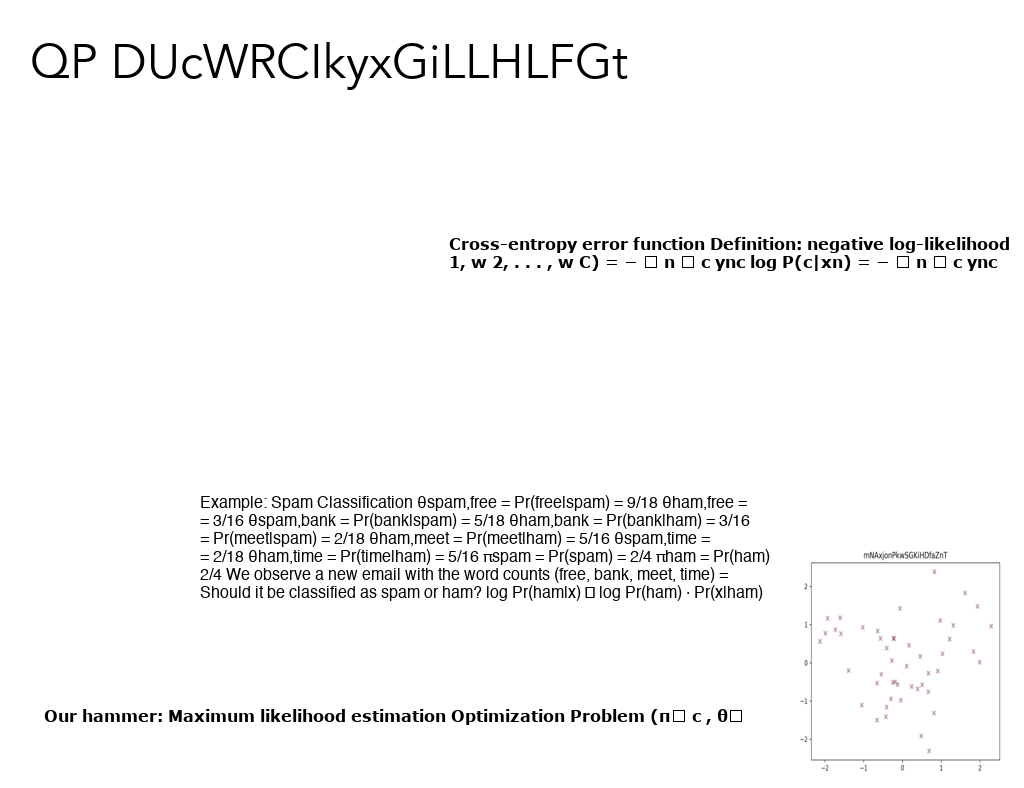 QP DUcWRClkyxGiLLHLFGt
Cross-entropy error function Definition: negative log-likelihood
1, w 2, . . . , w C) = − □ n □ c ync log P(c|xn) = − □ n □ c ync
Example: Spam Classification θspam,free = Pr(free|spam) = 9/18 θham,free =
= 3/16 θspam,bank = Pr(bank|spam) = 5/18 θham,bank = Pr(bank|ham) = 3/16
= Pr(meet|spam) = 2/18 θham,meet = Pr(meet|ham) = 5/16 θspam,time =
= 2/18 θham,time = Pr(time|ham) = 5/16 πspam = Pr(spam) = 2/4 πham = Pr(ham)
2/4 We observe a new email with the word counts (free, bank, meet, time) =
Should it be classified as spam or ham? log Pr(ham|x) □ log Pr(ham) · Pr(x|ham)
mNAxjonPkwSGKiHDfaZnT
2
1
0
−1
−2
−2 −1 0 1 2
Our hammer: Maximum likelihood estimation Optimization Problem (π□ c , θ□